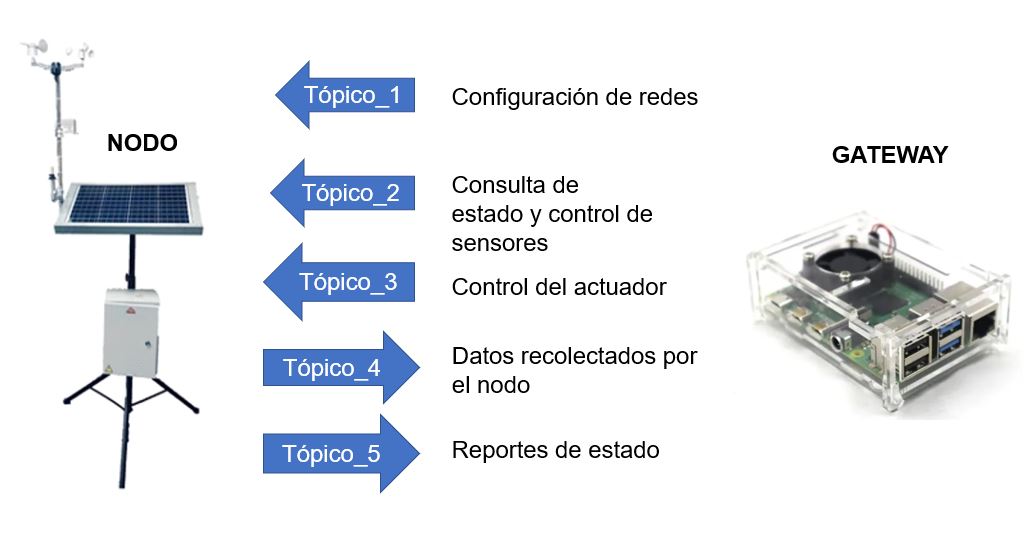 Tópico_1
Configuración de redes
NODO
GATEWAY
Tópico_2
Consulta de
estado y control de
sensores
Tópico_3
Control del actuador
Tópico_4
Datos recolectados por
el nodo
Tópico_5
Reportes de estado